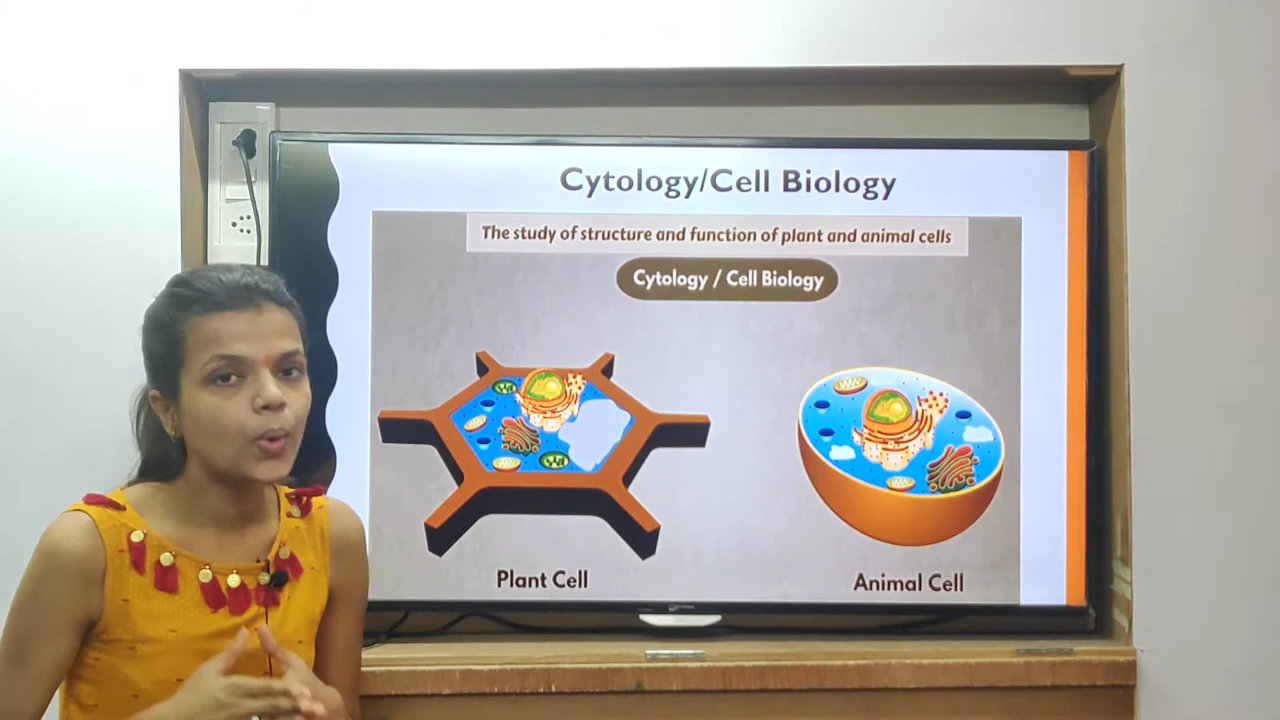 Cytology/Cell Biology
The study of structure and function of plant and animal cells
Cytology / Cell Biology
Plant Cell
Animal Cell